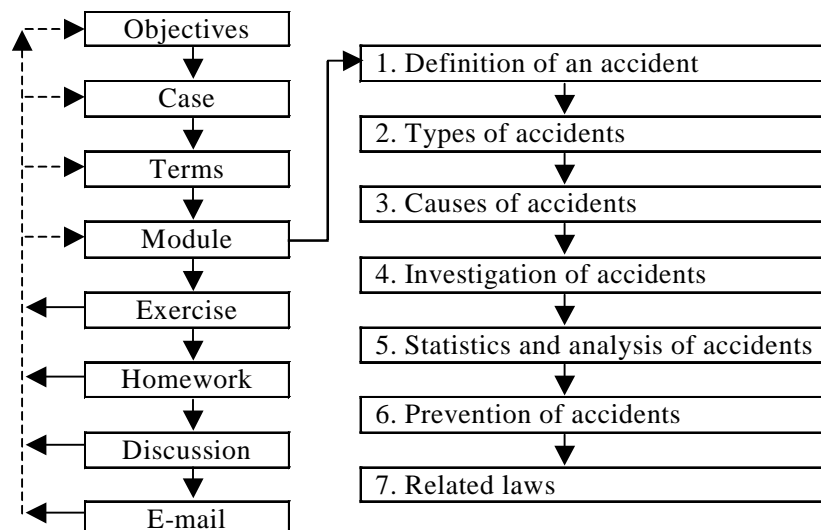 Objectives
Case
Terms
Module
Exercise
Homework
Discussion
E-mail
1. Definition of an accident
2. Types of accidents
3. Causes of accidents
4. Investigation of accidents
5. Statistics and analysis of accidents
6. Prevention of accidents
7. Related laws